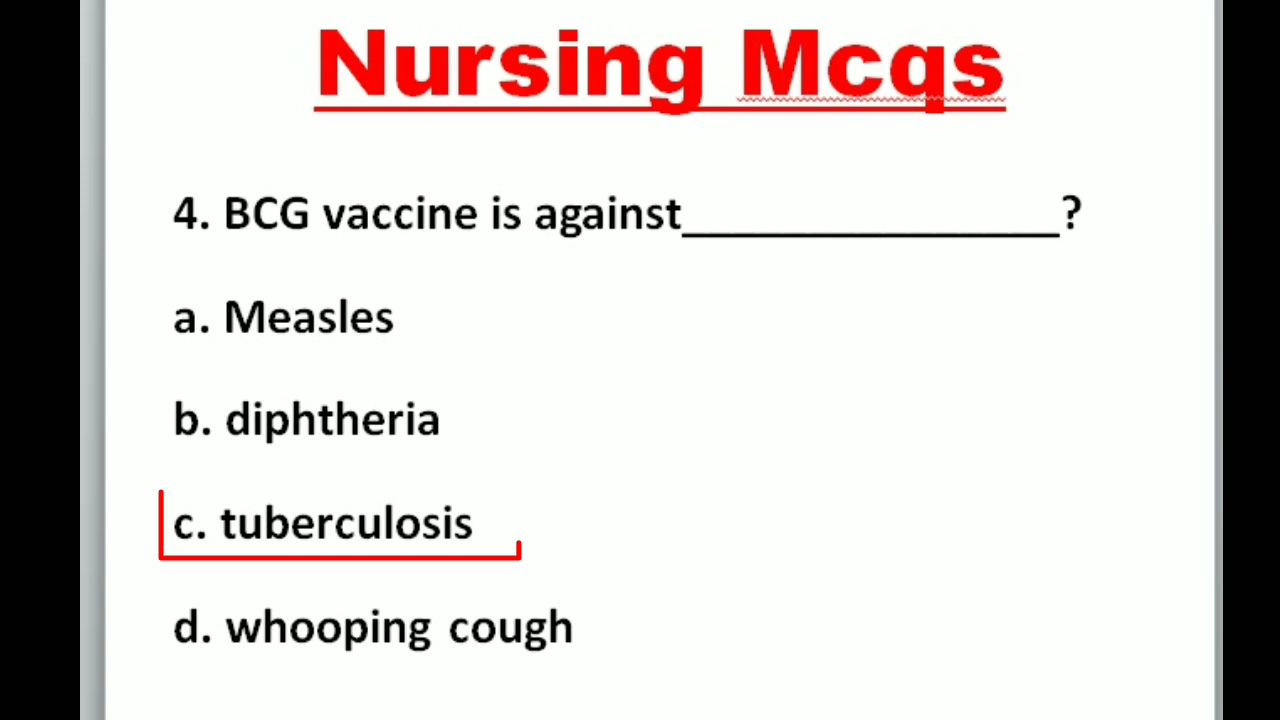 Nursing Mcqs
4. BCG vaccine is against________________?
a. Measles
b. diphtheria
c. tuberculosis
d. whooping cough